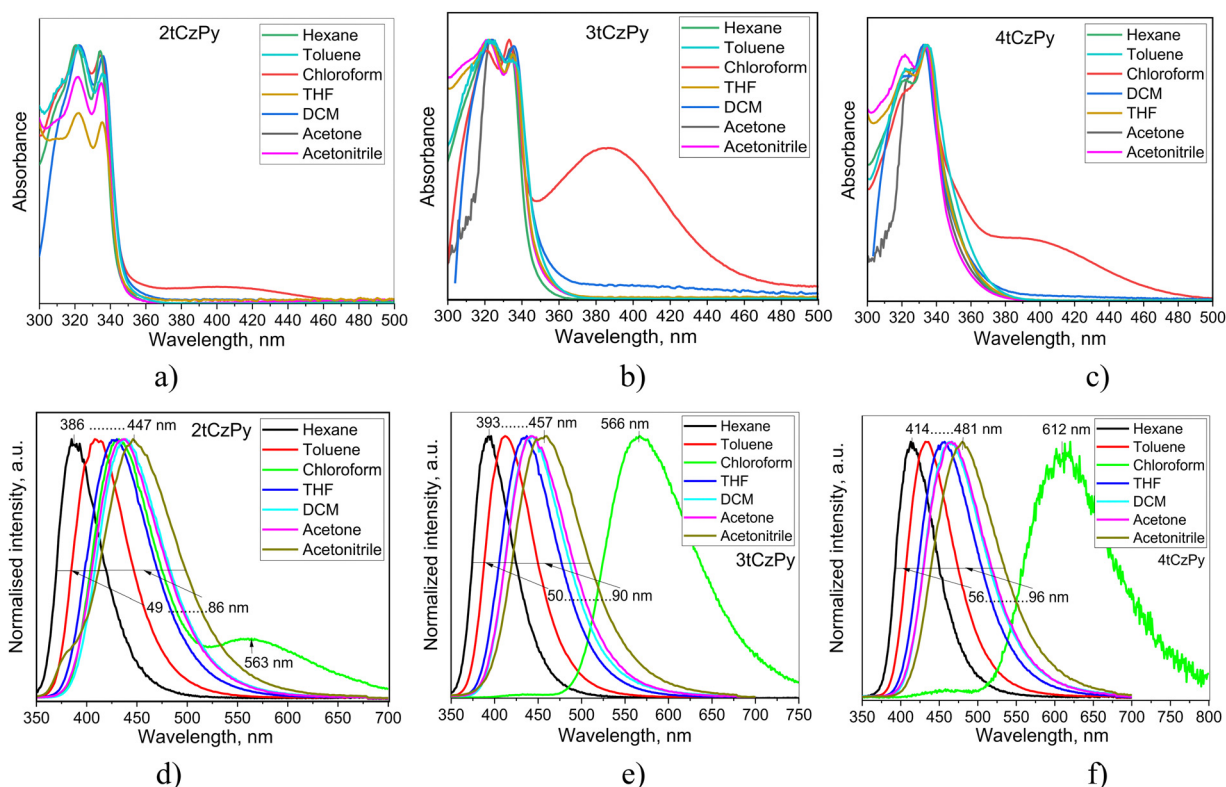 2tCzPy
Hexane
Toluene
Chloroform
THF
DCM
Acetone
Acetonitrile
Absorbance
300 320 340 360 380 400 420 440 460 480 500
Wavelength, nm
a)
3tCzPy
Hexane
Toluene
Chloroform
THF
DCM
Acetone
Acetonitrile
Absorbance
300 320 340 360 380 400 420 440 460 480 500
Wavelength, nm
b)
4tCzPy
Hexane
Toluene
Chloroform
DCM
THF
Acetone
Acetonitrile
Absorbance
300 320 340 360 380 400 420 440 460 480 500
Wavelength, nm
c)
386 .......... 447 nm
2tCzPy
Hexane
Toluene
Chloroform
THF
DCM
Acetone
Acetonitrile
49..........86 nm
563 nm
Normalised intensity, a.u.
350 400 450 500 550 600 650 700
Wavelength, nm
d)
393........457 nm
566 nm
Hexane
Toluene
Chloroform
THF
DCM
Acetone
Acetonitrile
3tCzPy
50............90 nm
Normalized intensity, a.u.
350 400 450 500 550 600 650 700 750
Wavelength, nm
e)
414......481 nm
612 nm
Hexane
Toluene
Chloroform
THF
DCM
Acetone
Acetonitrile
4tCzPy
56............96 nm
Normalized intensity, a.u.
350 400 450 500 550 600 650 700 750 800
Wavelength, nm
f)